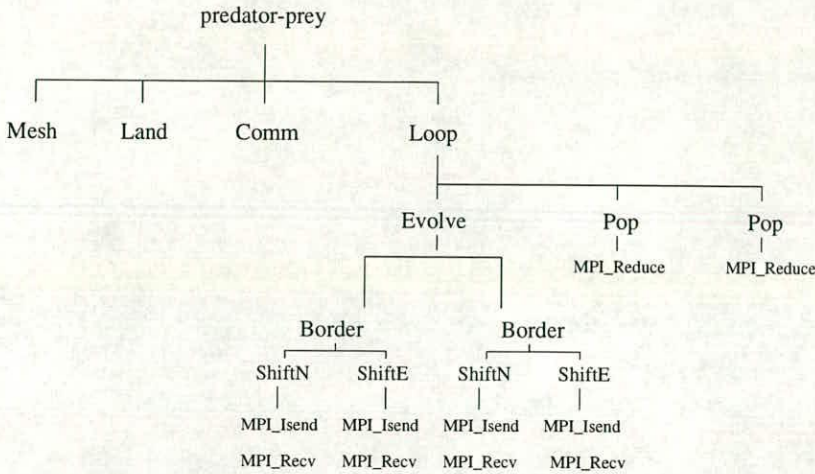 predator-prey
Mesh Land Comm Loop
Evolve Pop Pop
MPI_Reduce MPI_Reduce
Border Border
ShiftN ShiftE ShiftN ShiftE
MPI_Isend MPI_Isend MPI_Isend MPI_Isend
MPI_Recv MPI_Recv MPI_Recv MPI_Recv